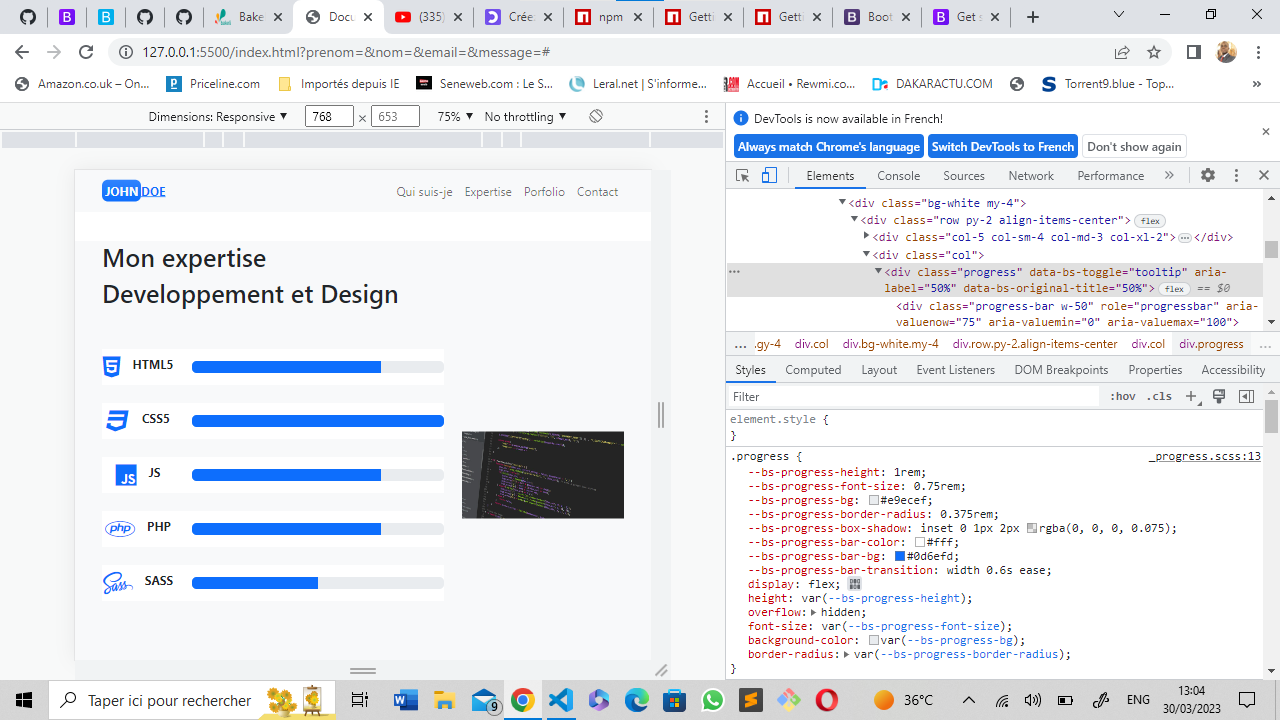 Bake
Docu
(335)
Crée
npm
Getti
Getti
Boot
Get s
127.0.0.1:5500/index.html?prenom=&nom=&email=&message=#
Amazon.co.uk – On...
Priceline.com
Importés depuis IE
Seneweb.com : Le S...
Leral.net | S'informe...
Accueil • Rewmi.co...
DAKARACTU.COM
Torrent9.blue - Top...
»
Dimensions: Responsive
768
×
653
75%
No throttling
DevTools is now available in French!
Always match Chrome's language
Switch DevTools to French
Don't show again
Elements
Console
Sources
Network
Performance
»
JOHN DOE
Qui suis-je
Expertise
Porfolio
Contact
Mon expertise
Developpement et Design
HTML5
CSS5
JS
JS
php
PHP
Sass
SASS
<div class="bg-white my-4">
<div class="row py-2 align-items-center"> flex
<div class="col-5 col-sm-4 col-md-3 col-xl-2"> ... </div>
<div class="col">
... <div class="progress" data-bs-toggle="tooltip" aria-
label="50%" data-bs-original-title="50%"> flex == $0
<div class="progress-bar w-50" role="progressbar" aria-
valuenow="75" aria-valuemin="0" aria-valuemax="100">
... .gy-4 div.col div.bg-white.my-4 div.row.py-2.align-items-center div.col div.progress ...
Styles
Computed
Layout
Event Listeners
DOM Breakpoints
Properties
Accessibility
Filter
:hov .cls
element.style {
}
.progress {
_progress.scss:13
--bs-progress-height: 1rem;
--bs-progress-font-size: 0.75rem;
--bs-progress-bg: #e9ecef;
--bs-progress-border-radius: 0.375rem;
--bs-progress-box-shadow: inset 0 1px 2px rgba(0, 0, 0, 0.075);
--bs-progress-bar-color: #fff;
--bs-progress-bar-bg: #0d6efd;
--bs-progress-bar-transition: width 0.6s ease;
display: flex;
height: var(--bs-progress-height);
overflow: hidden;
font-size: var(--bs-progress-font-size);
background-color: var(--bs-progress-bg);
border-radius: var(--bs-progress-border-radius);
}
Taper ici pour rechercher
9
36°C
ENG
13:04
30/03/2023